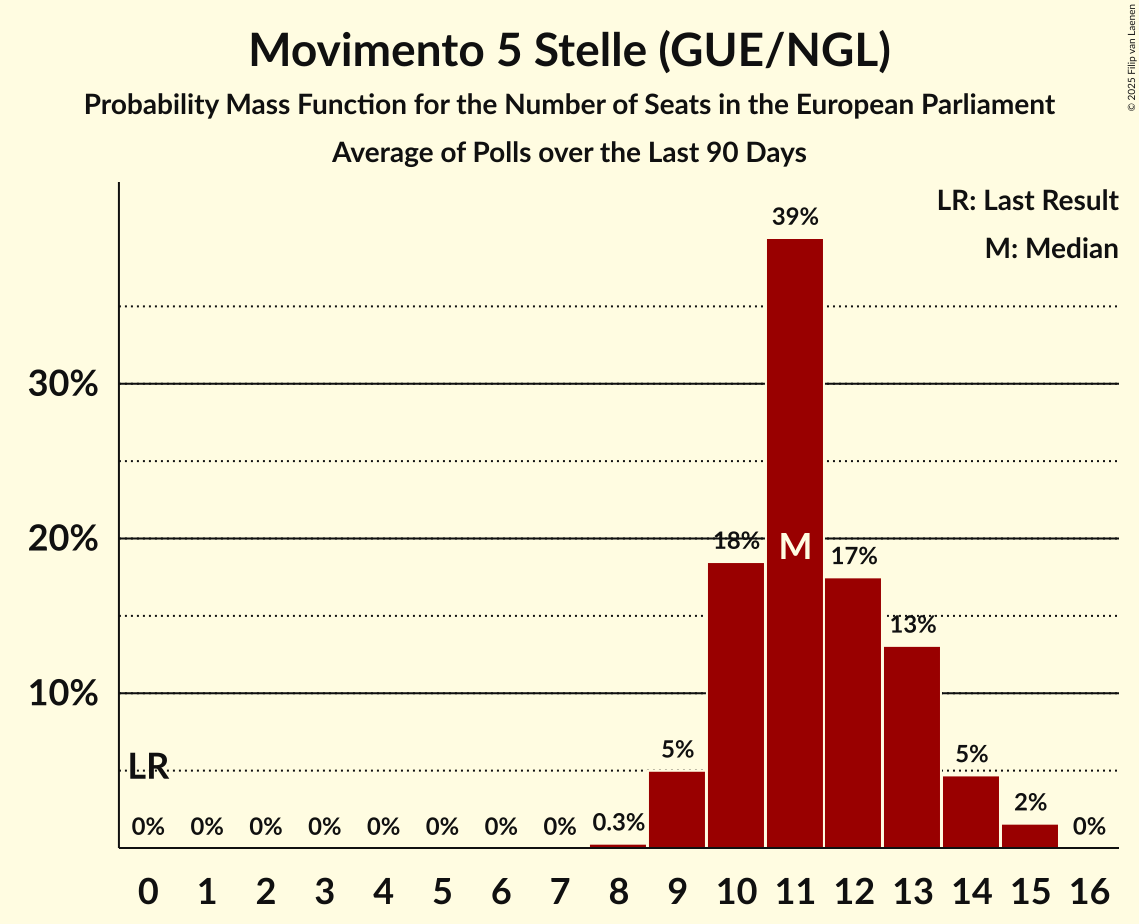 Movimento 5 Stelle (GUE/NGL)
Probability Mass Function for the Number of Seats in the European Parliament
Average of Polls over the Last 90 Days
© 2025 Filip van Laenen
LR: Last Result
M: Median
39%
30%
20%
18%
M
17%
13%
10%
LR
5%
5%
2%
0% 0% 0% 0% 0% 0% 0% 0% 0.3% 0%
0 1 2 3 4 5 6 7 8 9 10 11 12 13 14 15 16